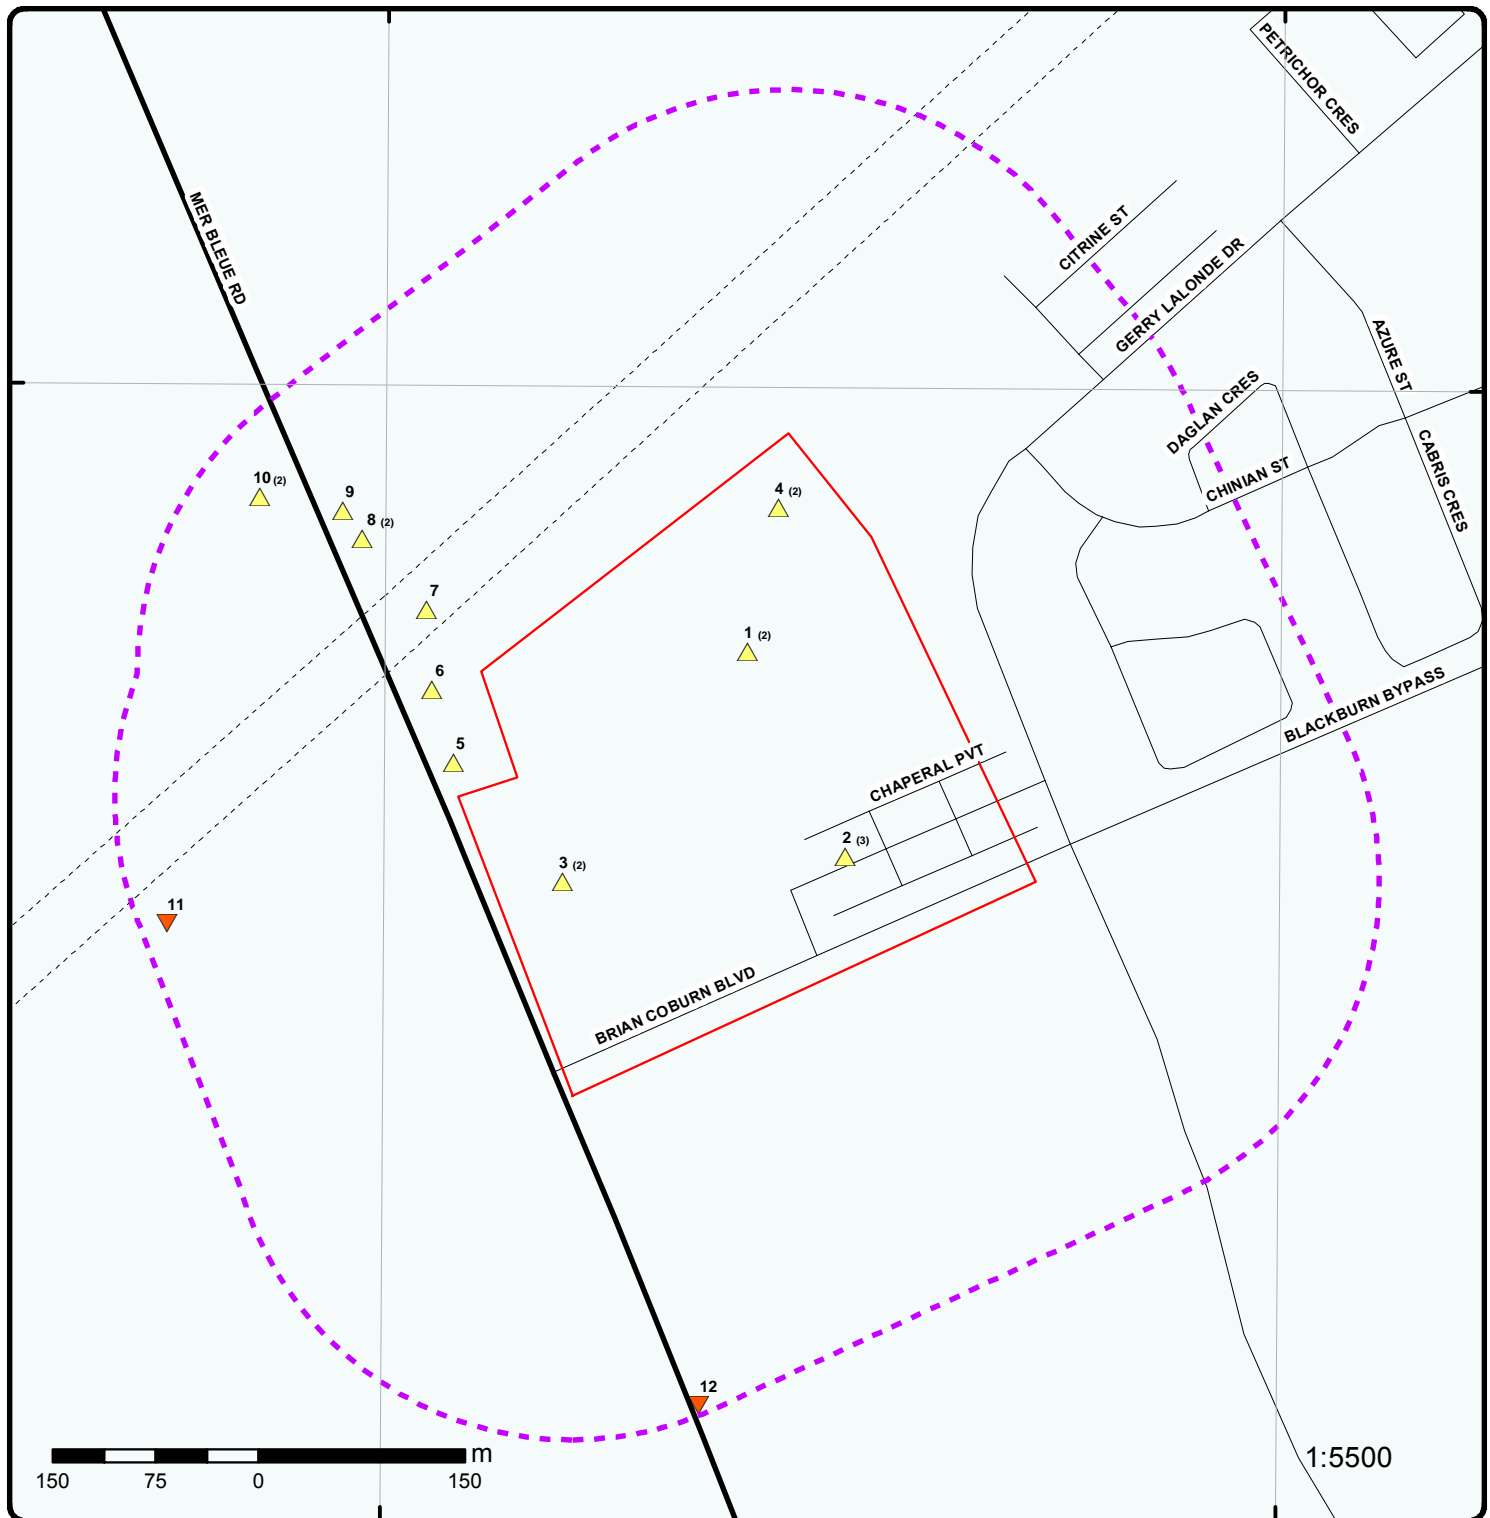 PETRICHOR CRES
MER BLEUE RD
CITRINE ST
GERRY LALONDE DR
AZURE ST
DAGLAN CRES
CHINIAN ST
CABRIS CRES
10 (2)
9
8 (2)
4 (2)
7
1 (2)
6
5
BLACKBURN BYPASS
CHAPERAL PVT
2 (3)
3 (2)
11
BRIAN COBURN BLVD
12
m
150 75 0 150
1:5500